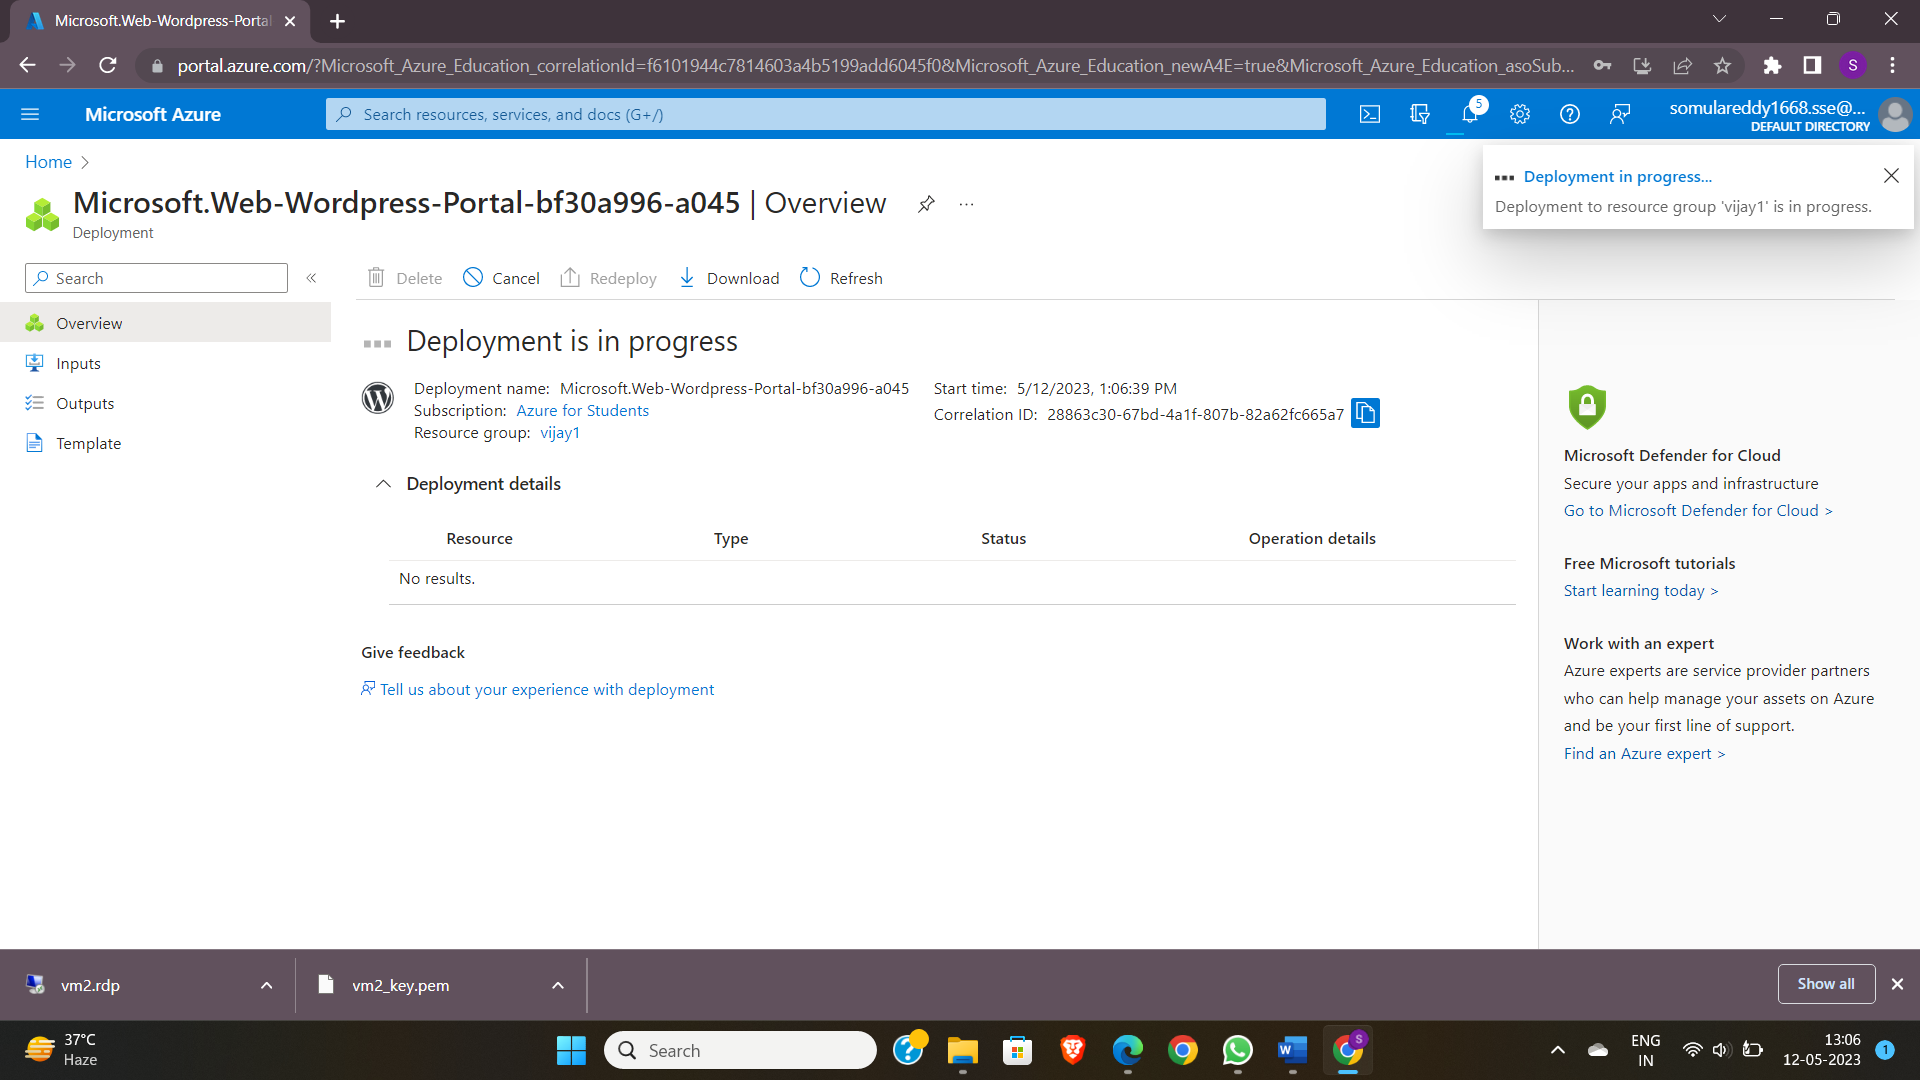 Microsoft.Web-Wordpress-Porta
portal.azure.com/?Microsoft_Azure_Education_correlationId=f6101944c7814603a4b5199add6045f0&Microsoft_Azure_Education_newA4E=true&Microsoft_Azure_Education_asoSub...
S
Microsoft Azure
Search resources, services, and docs (G+/)
5
somulareddy1668.sse@...
DEFAULT DIRECTORY
Home
Deployment in progress...
Deployment to resource group 'vijay1' is in progress.
Microsoft.Web-Wordpress-Portal-bf30a996-a045 | Overview
Deployment
Search
Delete
Cancel
Redeploy
Download
Refresh
Overview
Inputs
Outputs
Template
Deployment is in progress
Deployment name: Microsoft.Web-Wordpress-Portal-bf30a996-a045
Subscription: Azure for Students
Resource group: vijay1
Start time: 5/12/2023, 1:06:39 PM
Correlation ID: 28863c30-67bd-4a1f-807b-82a62fc665a7
Deployment details
Resource Type Status Operation details
No results.
Give feedback
Tell us about your experience with deployment
Microsoft Defender for Cloud
Secure your apps and infrastructure
Go to Microsoft Defender for Cloud >
Free Microsoft tutorials
Start learning today >
Work with an expert
Azure experts are service provider partners
who can help manage your assets on Azure
and be your first line of support.
Find an Azure expert >
vm2.rdp
vm2_key.pem
Show all
37°C
Haze
Search
S
ENG
IN
13:06
12-05-2023
1